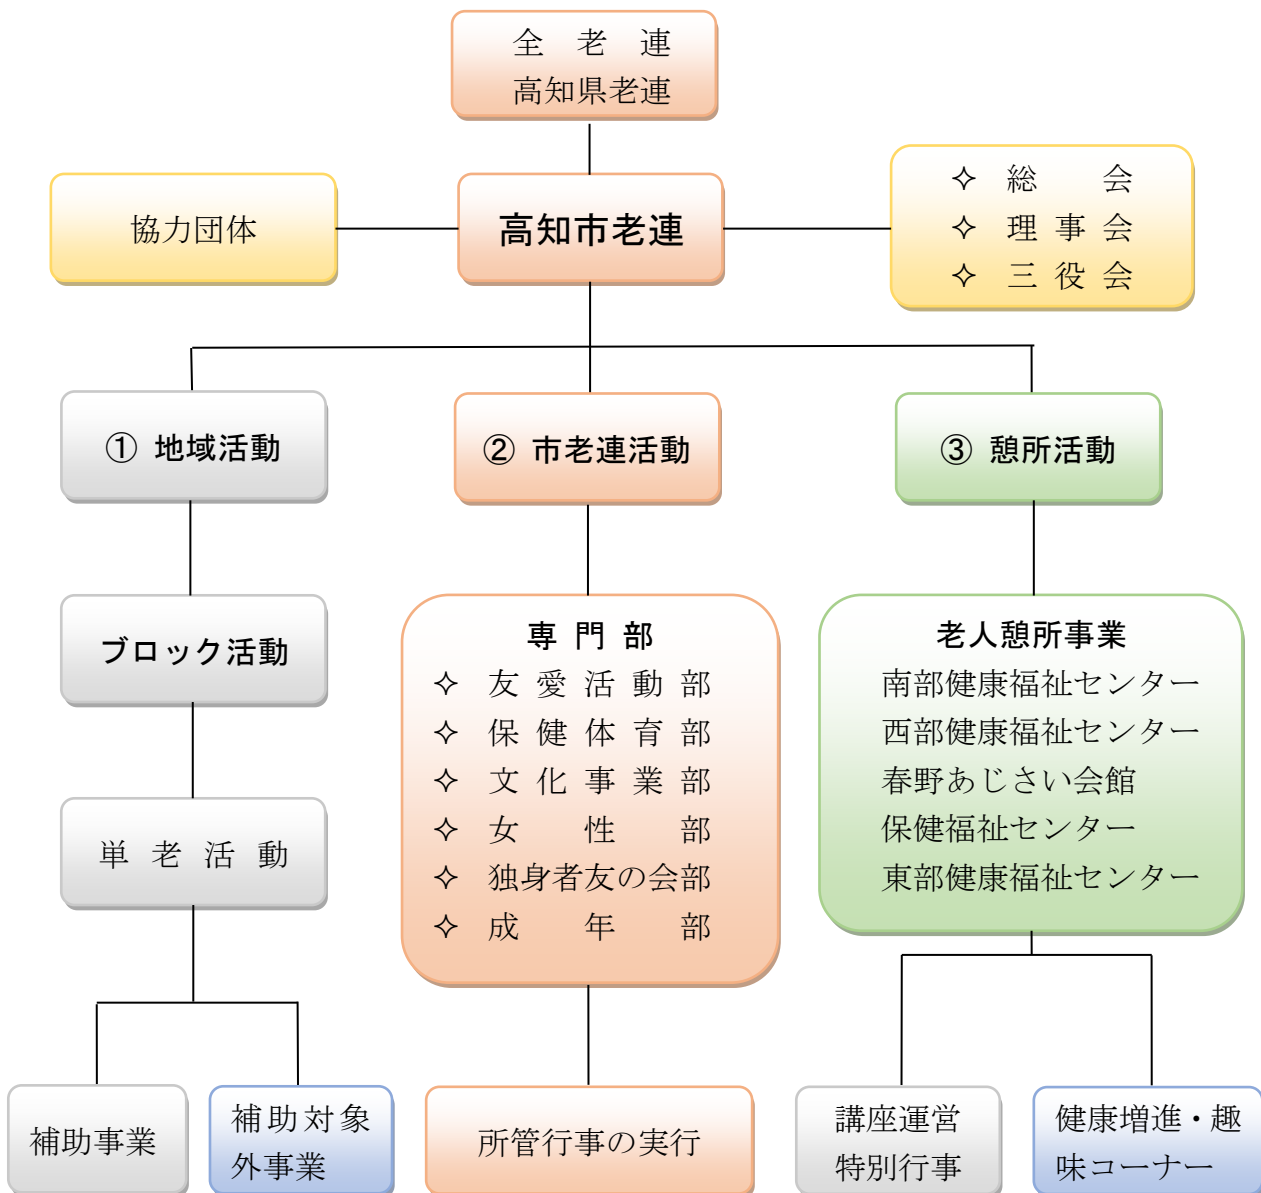 全老連
高知県老連
協力団体
高知市老連
✧ 総会
✧ 理事会
✧ 三役会
① 地域活動
② 市老連活動
③ 憩所活動
ブロック活動
単老活動
専門部
✧ 友愛活動部
✧ 保健体育部
✧ 文化事業部
✧ 女性部
✧ 独身者友の会部
✧ 成年部
老人憩所事業
南部健康福祉センター
西部健康福祉センター
春野あじさい会館
保健福祉センター
東部健康福祉センター
補助事業
補助対象
外事業
所管行事の実行
講座運営
特別行事
健康増進・趣
味コーナー